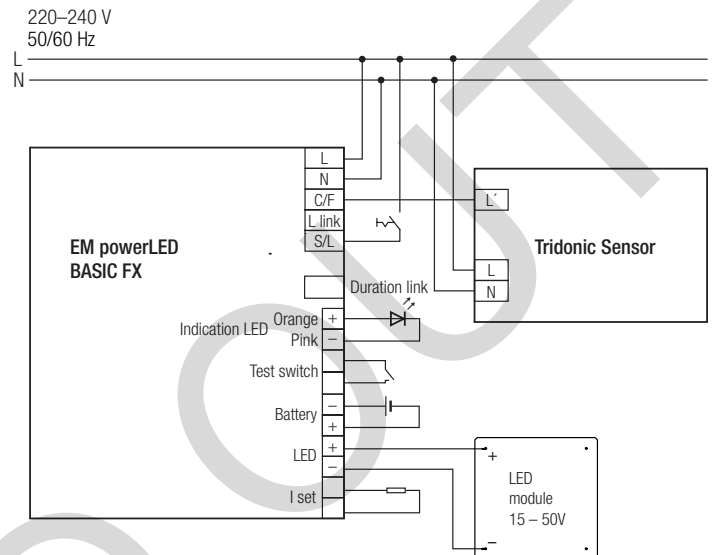 220–240 V
50/60 Hz
L
N
L
N
C/F
L link
S/L
EM powerLED
BASIC FX
L´
L
N
Tridonic Sensor
Duration link
Indication LED
Orange +
Pink –
Test switch
Battery
–
+
LED
+
–
I set
+
LED
module
15 – 50V
–
OUT
O